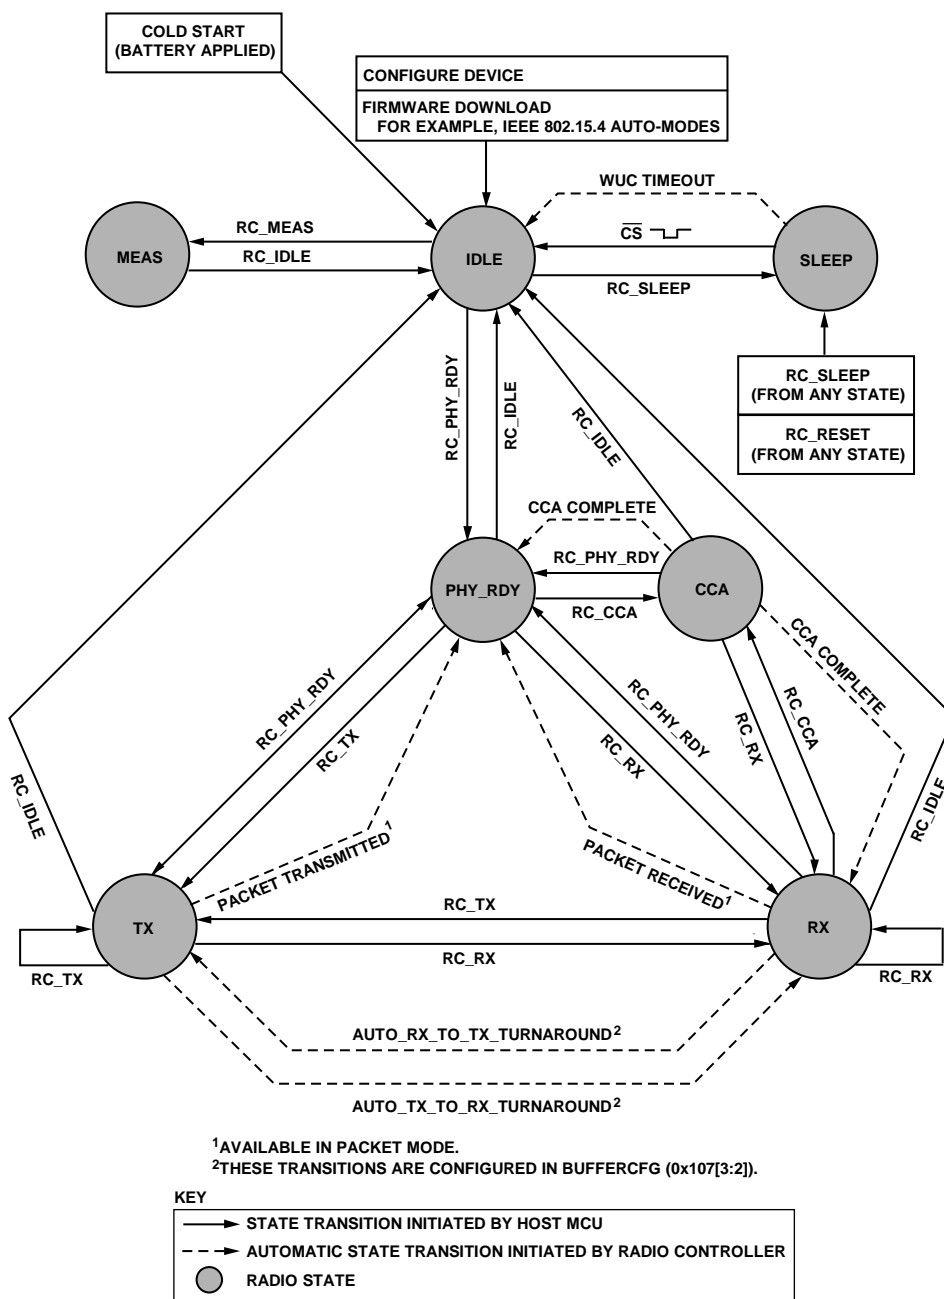 COLD START
(BATTERY APPLIED)
CONFIGURE DEVICE
FIRMWARE DOWNLOAD
FOR EXAMPLE, IEEE 802.15.4 AUTO-MODES
WUC TIMEOUT
RC_MEAS
CS
MEAS
RC_IDLE
IDLE
SLEEP
RC_SLEEP
RC_PHY_RDY
RC_IDLE
RC_IDLE
RC_SLEEP
(FROM ANY STATE)
RC_RESET
(FROM ANY STATE)
CCA COMPLETE
RC_PHY_RDY
PHY_RDY
CCA
RC_CCA
CCA COMPLETE
RC_PHY_RDY
RC_TX
RC_PHY_RDY
RC_RX
RC_RX
RC_CCA
RC_IDLE
RC_IDLE
PACKET TRANSMITTED1
PACKET RECEIVED1
RC_TX
TX
RX
RC_RX
RC_TX
RC_RX
AUTO_RX_TO_TX_TURNAROUND2
AUTO_TX_TO_RX_TURNAROUND2
1AVAILABLE IN PACKET MODE.
2THESE TRANSITIONS ARE CONFIGURED IN BUFFERCFG (0x107[3:2]).
KEY
STATE TRANSITION INITIATED BY HOST MCU
AUTOMATIC STATE TRANSITION INITIATED BY RADIO CONTROLLER
RADIO STATE